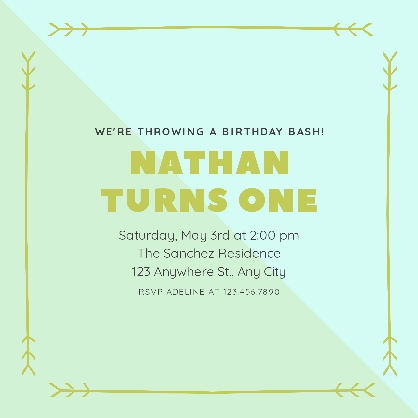 WE'RE THROWING A BIRTHDAY BASH!
NATHAN
TURNS ONE
Saturday, May 3rd at 2:00 pm
The Sanchez Residence
123 Anywhere St., Any City
RSVP ADELINE AT 123.456.7890